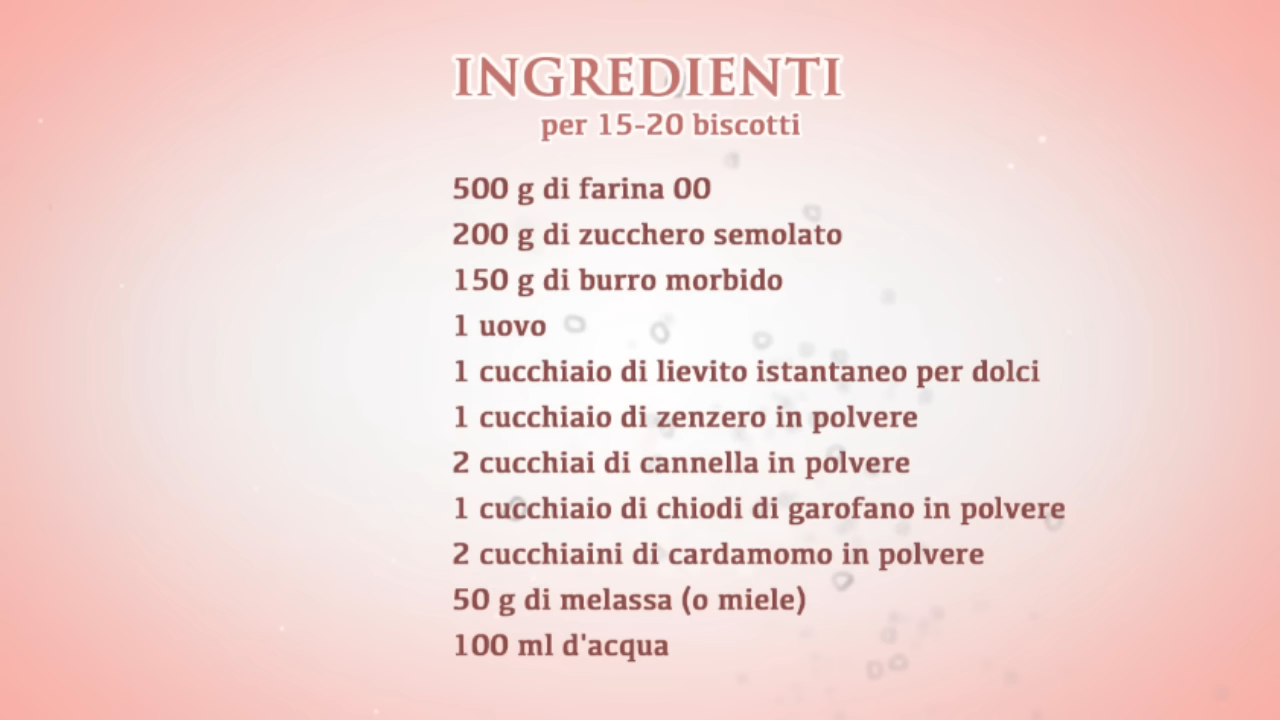 INGREDIENTI
per 15-20 biscotti
500 g di farina 00
200 g di zucchero semolato
150 g di burro morbido
1 uovo
1 cucchiaio di lievito istantaneo per dolci
1 cucchiaio di zenzero in polvere
2 cucchiai di cannella in polvere
1 cucchiaio di chiodi di garofano in polvere
2 cucchiaini di cardamomo in polvere
50 g di melassa (o miele)
100 ml d'acqua